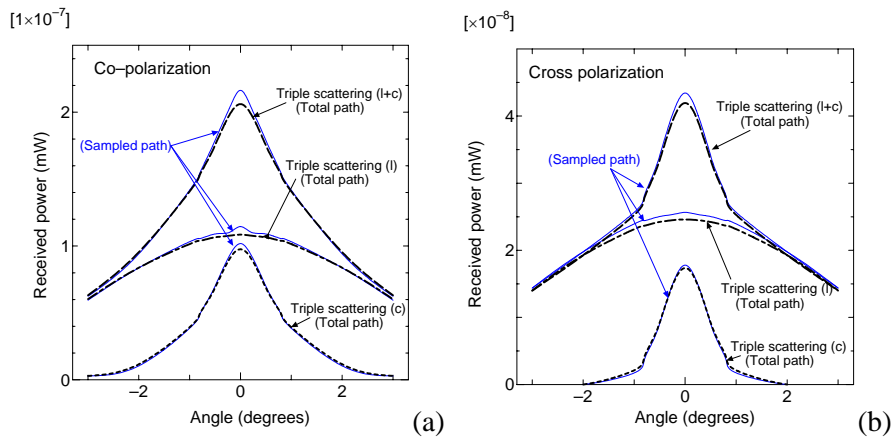 [1×10⁻⁷]
Co–polarization
Triple scattering (l+c)
(Total path)
(Sampled path)
Triple scattering (l)
(Total path)
Triple scattering (c)
(Total path)
Received power (mW)
2
1
0
−2
0
2
Angle (degrees)
(a)
[×10⁻⁸]
Cross polarization
Triple scattering (l+c)
(Total path)
(Sampled path)
Triple scattering (l)
(Total path)
Triple scattering (c)
(Total path)
Received power (mW)
4
2
0
−2
0
2
Angle (degrees)
(b)